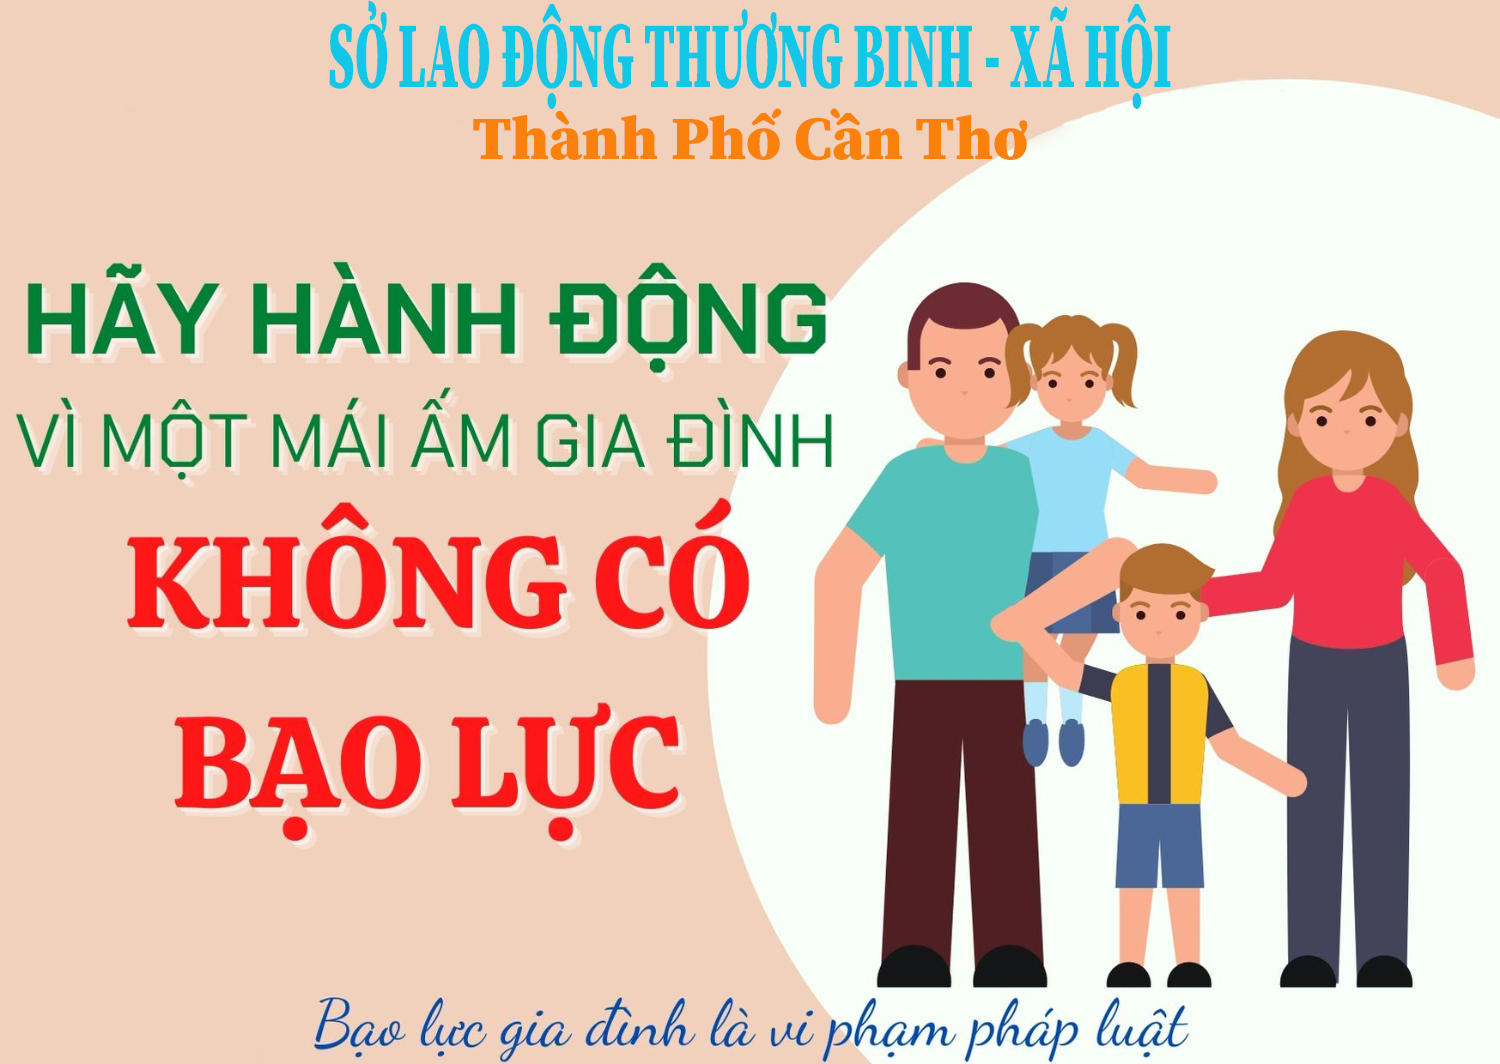 SỞ LAO ĐỘNG THƯƠNG BINH - XÃ HỘI
Thành Phố Cần Thơ
HÃY HÀNH ĐỘNG
VÌ MỘT MÁI ẤM GIA ĐÌNH
KHÔNG CÓ
BẠO LỰC
Bạo lực gia đình là vi phạm pháp luật